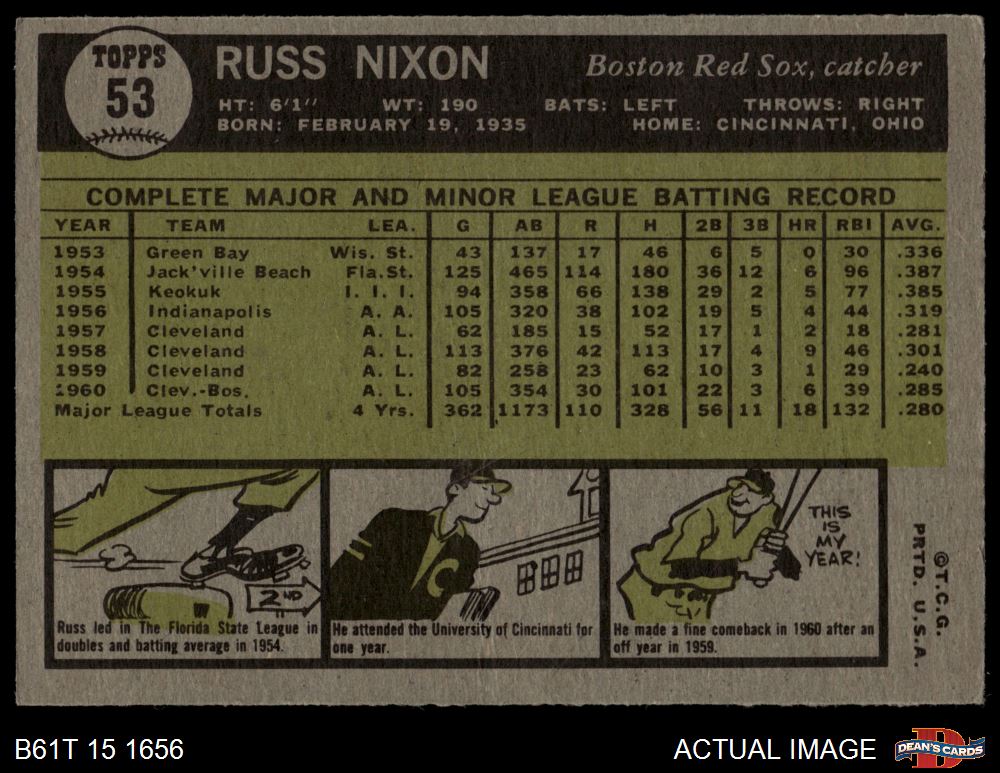 TOPPS
53
RUSS NIXON
Boston Red Sox, catcher
HT: 6'1" WT: 190 BATS: LEFT THROWS: RIGHT
BORN: FEBRUARY 19, 1935 HOME: CINCINNATI, OHIO
COMPLETE MAJOR AND MINOR LEAGUE BATTING RECORD
YEAR TEAM LEA. G AB R H 2B 3B HR RBI AVG.
1953 Green Bay Wis. St. 43 137 17 46 6 5 0 30 .336
1954 Jack'ville Beach Fla.St. 125 465 114 180 36 12 6 96 .387
1955 Keokuk I. I. I. 94 358 66 138 29 2 5 77 .385
1956 Indianapolis A. A. 105 320 38 102 19 5 4 44 .319
1957 Cleveland A. L. 62 185 15 52 17 1 2 18 .281
1958 Cleveland A. L. 113 376 42 113 17 4 9 46 .301
1959 Cleveland A. L. 82 258 23 62 10 3 1 29 .240
1960 Clev.-Bos. A. L. 105 354 30 101 22 3 6 39 .285
Major League Totals 4 Yrs. 362 1173 110 328 56 11 18 132 .280
2ND
Russ led in The Florida State League in
doubles and batting average in 1954.
C
He attended the University of Cincinnati for
one year.
THIS
IS
MY
YEAR!
He made a fine comeback in 1960 after an
off year in 1959.
©T.C.G.
PRTD. U.S.A.
B61T 15 1656
ACTUAL IMAGE
D
DEAN'S CARDS